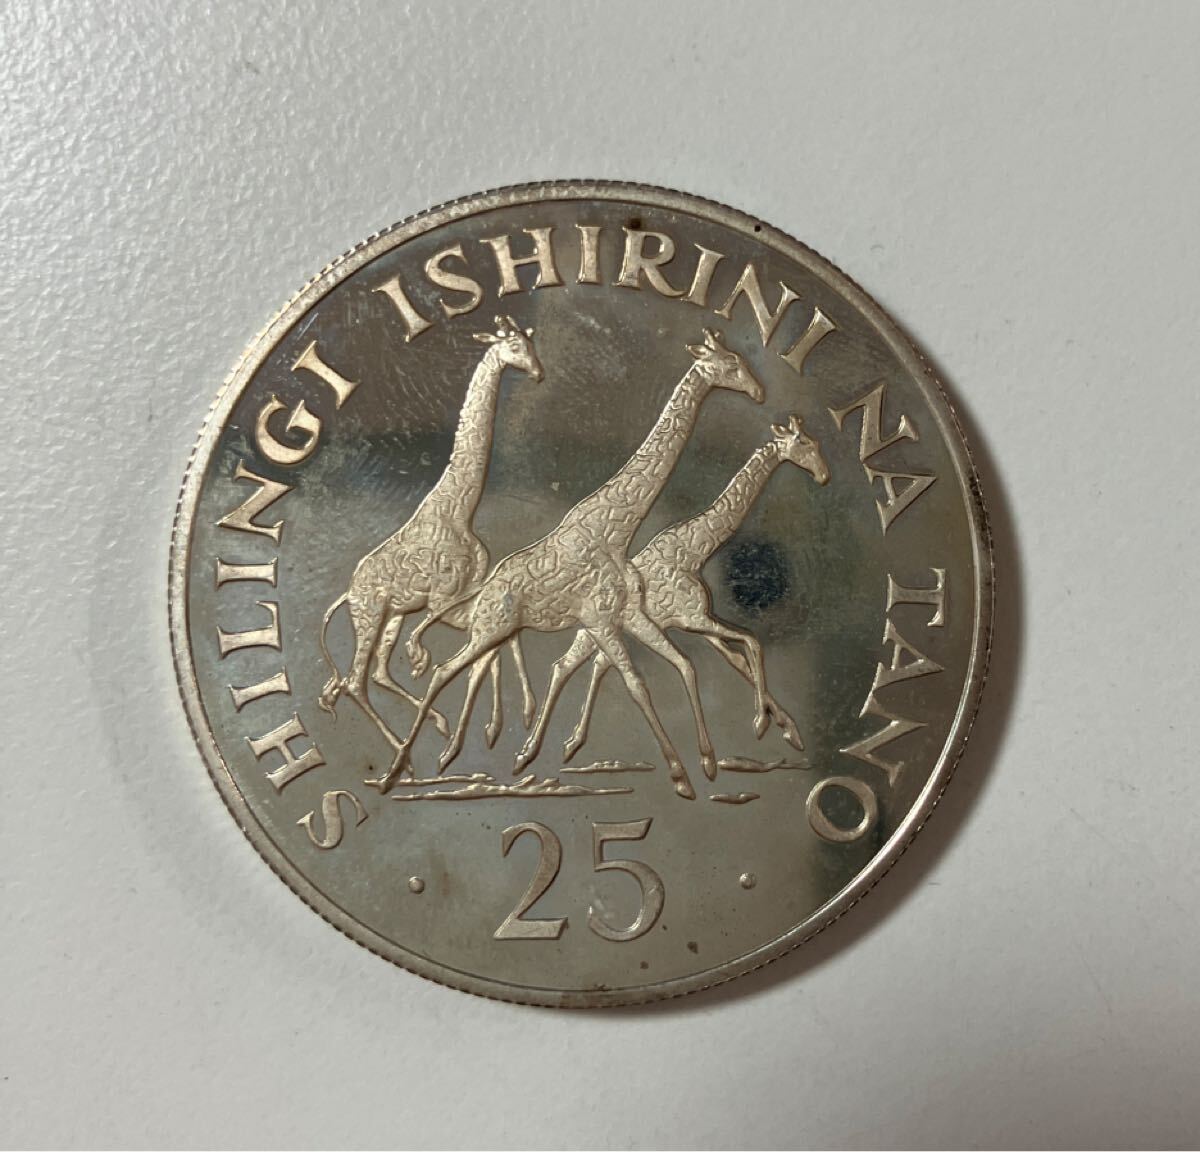 SHILINGI ISHIRINI NA TANO
· 25 ·